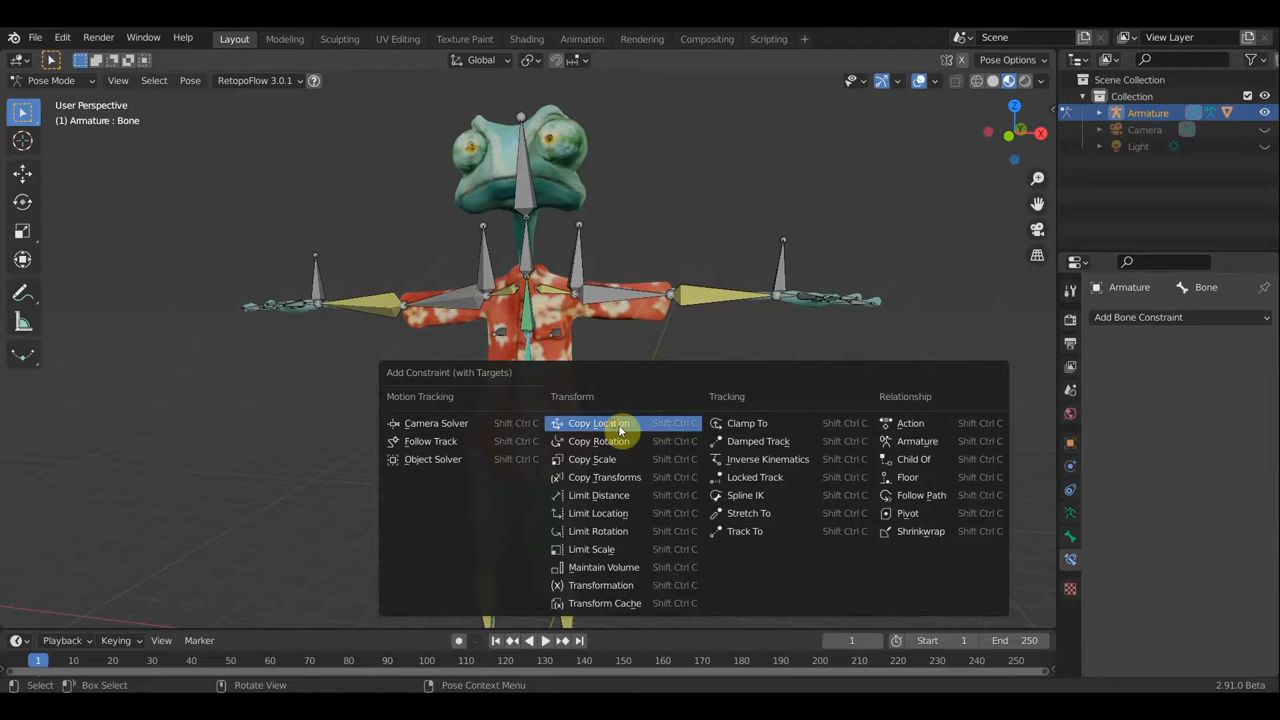 File Edit Render Window Help Layout Modeling Sculpting UV Editing Texture Paint Shading Animation Rendering Compositing Scripting + Scene View Layer
Global Pose Options
Pose Mode View Select Pose RetopoFlow 3.0.1 ? Scene Collection
Collection
User Perspective
(1) Armature : Bone
Armature
Camera
Light
Z
Y
X
Armature Bone
Add Bone Constraint
Add Constraint (with Targets)
Motion Tracking Transform Tracking Relationship
Camera Solver Shift Ctrl C Copy Location Shift Ctrl C Clamp To Shift Ctrl C Action Shift Ctrl C
Follow Track Shift Ctrl C Copy Rotation Shift Ctrl C Damped Track Shift Ctrl C Armature Shift Ctrl C
Object Solver Shift Ctrl C Copy Scale Shift Ctrl C Inverse Kinematics Shift Ctrl C Child Of Shift Ctrl C
Copy Transforms Shift Ctrl C Locked Track Shift Ctrl C Floor Shift Ctrl C
Limit Distance Shift Ctrl C Spline IK Shift Ctrl C Follow Path Shift Ctrl C
Limit Location Shift Ctrl C Stretch To Shift Ctrl C Pivot Shift Ctrl C
Limit Rotation Shift Ctrl C Track To Shift Ctrl C Shrinkwrap Shift Ctrl C
Limit Scale Shift Ctrl C
Maintain Volume Shift Ctrl C
Transformation Shift Ctrl C
Transform Cache Shift Ctrl C
Playback Keying View Marker 1 Start 1 End 250
1 10 20 30 40 50 60 70 80 90 100 110 120 130 140 150 160 170 180 190 200 210 220 230 240 250
Select Box Select Rotate View Pose Context Menu 2.91.0 Beta